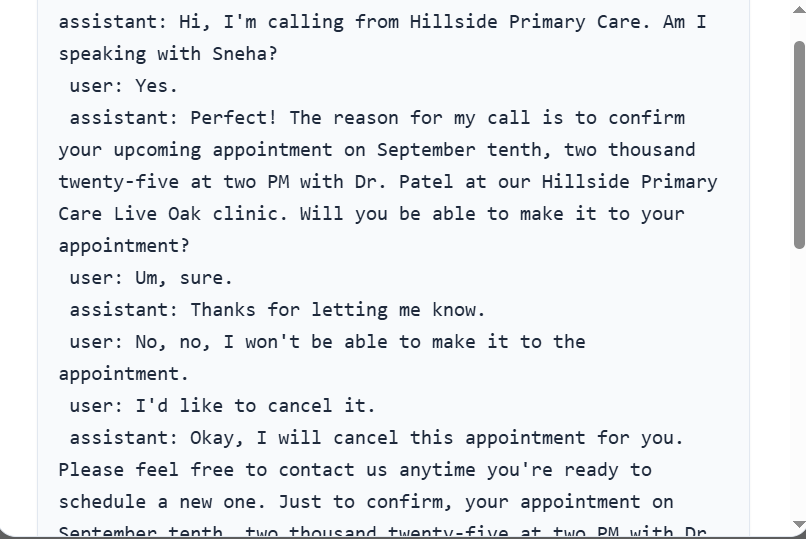 assistant: Hi, I'm calling from Hillside Primary Care. Am I
speaking with Sneha?
user: Yes.
assistant: Perfect! The reason for my call is to confirm
your upcoming appointment on September tenth, two thousand
twenty-five at two PM with Dr. Patel at our Hillside Primary
Care Live Oak clinic. Will you be able to make it to your
appointment?
user: Um, sure.
assistant: Thanks for letting me know.
user: No, no, I won't be able to make it to the
appointment.
user: I'd like to cancel it.
assistant: Okay, I will cancel this appointment for you.
Please feel free to contact us anytime you're ready to
schedule a new one. Just to confirm, your appointment on
September tenth, two thousand twenty-five at two PM with Dr.